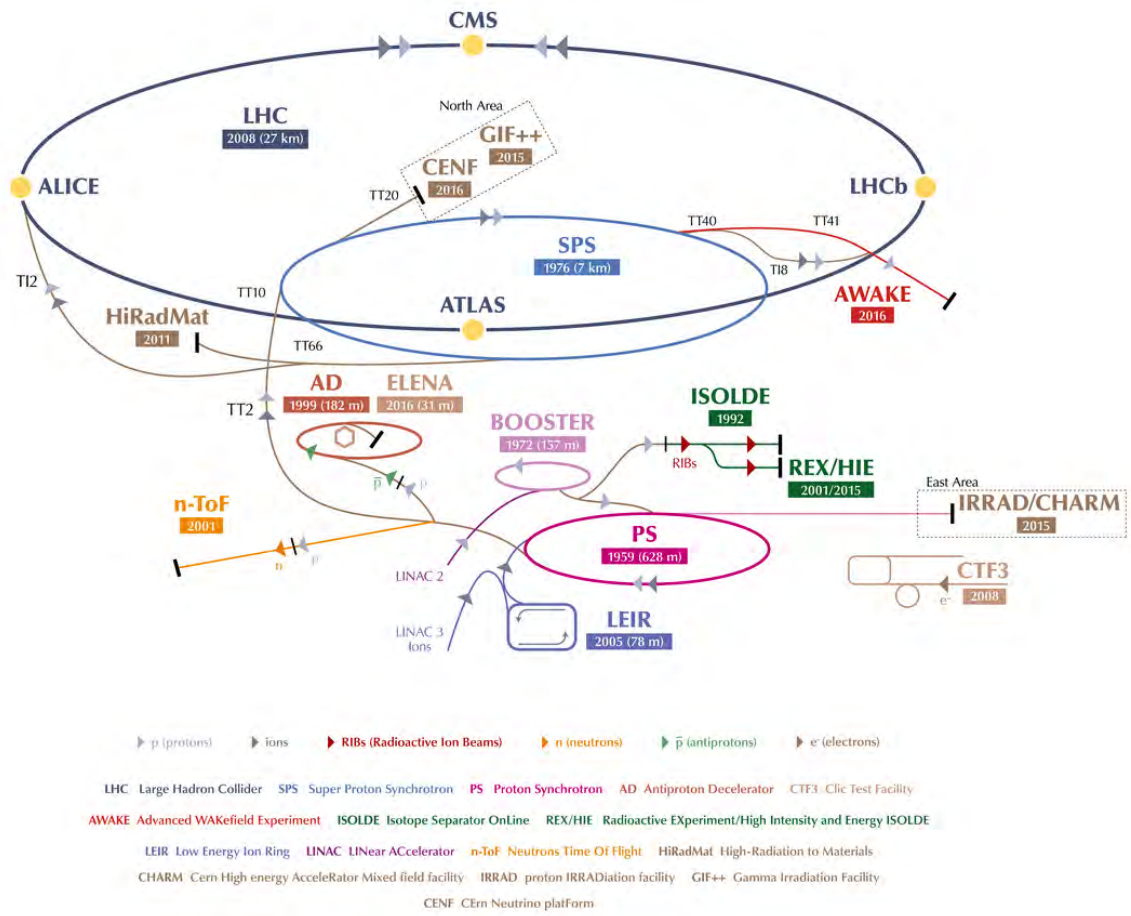 CMS
North Area
LHC
2008 (27 km)
GIF++
2015
CENF
2016
ALICE
LHCb
TT20
TT40
TT41
SPS
1976 (7 km)
TI8
TI2
TT10
ATLAS
AWAKE
2016
HiRadMat
2011
TT66
AD
1999 (182 m)
ELENA
2016 (31 m)
TT2
ISOLDE
1992
BOOSTER
1972 (157 m)
RIBs
REX/HIE
2001/2015
p̅
p
East Area
IRRAD/CHARM
2015
n-ToF
2001
PS
1959 (628 m)
n
p
LINAC 2
CTF3
2008
e-
LEIR
2005 (78 m)
LINAC 3
Ions
p (protons) ions RIBs (Radioactive Ion Beams) n (neutrons) p̅ (antiprotons) e- (electrons)
LHC Large Hadron Collider SPS Super Proton Synchrotron PS Proton Synchrotron AD Antiproton Decelerator CTF3 Clic Test Facility
AWAKE Advanced WAKefield Experiment ISOLDE Isotope Separator OnLine REX/HIE Radioactive EXperiment/High Intensity and Energy ISOLDE
LEIR Low Energy Ion Ring LINAC LINear ACcelerator n-ToF Neutrons Time Of Flight HiRadMat High-Radiation to Materials
CHARM Cern High energy AcceleRator Mixed field facility IRRAD proton IRRADiation facility GIF++ Gamma Irradiation Facility
CENF CErn Neutrino platForm